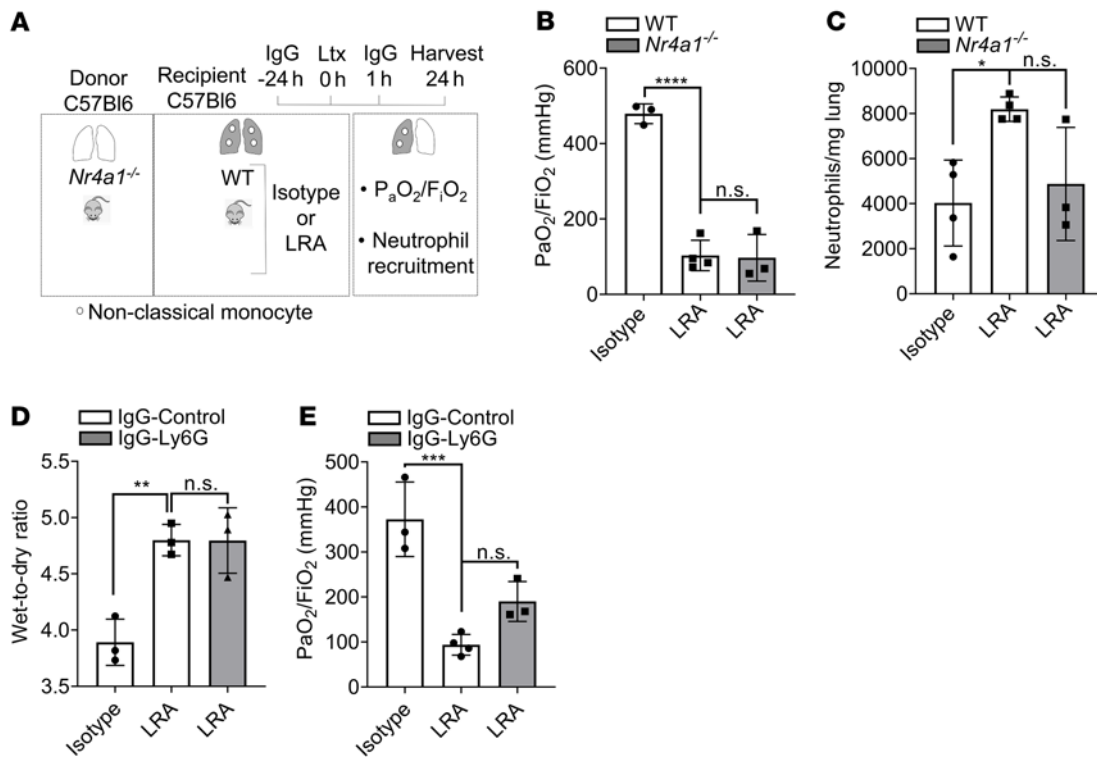 A
IgG Ltx IgG Harvest
-24 h 0 h 1 h 24 h
Donor
C57Bl6
Recipient
C57Bl6
Nr4a1-/-
WT
Isotype
or
LRA
• PaO2/FiO2
• Neutrophil
recruitment
○ Non-classical monocyte
B
WT
Nr4a1-/-
PaO2/FiO2 (mmHg)
600
400
200
0
****
n.s.
Isotype
LRA
LRA
C
WT
Nr4a1-/-
Neutrophils/mg lung
10000
8000
6000
4000
2000
0
*
n.s.
Isotype
LRA
LRA
D
IgG-Control
IgG-Ly6G
Wet-to-dry ratio
5.5
5.0
4.5
4.0
3.5
**
n.s.
Isotype
LRA
LRA
E
IgG-Control
IgG-Ly6G
PaO2/FiO2 (mmHg)
500
400
300
200
100
0
***
n.s.
Isotype
LRA
LRA